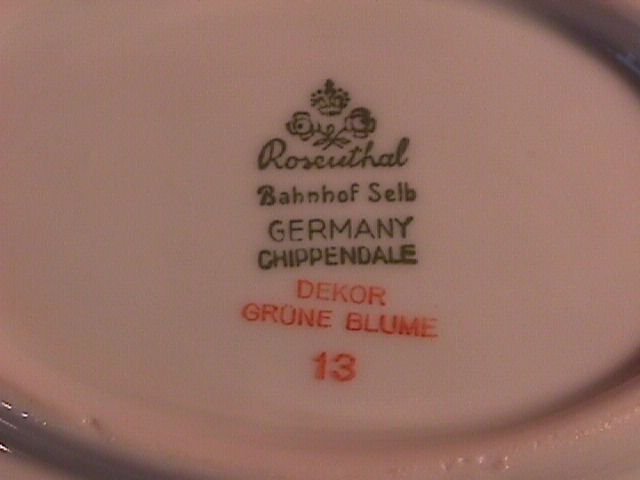 Rosenthal
Bahnhof Selb
GERMANY
CHIPPENDALE
DEKOR
GRÜNE BLUME
13